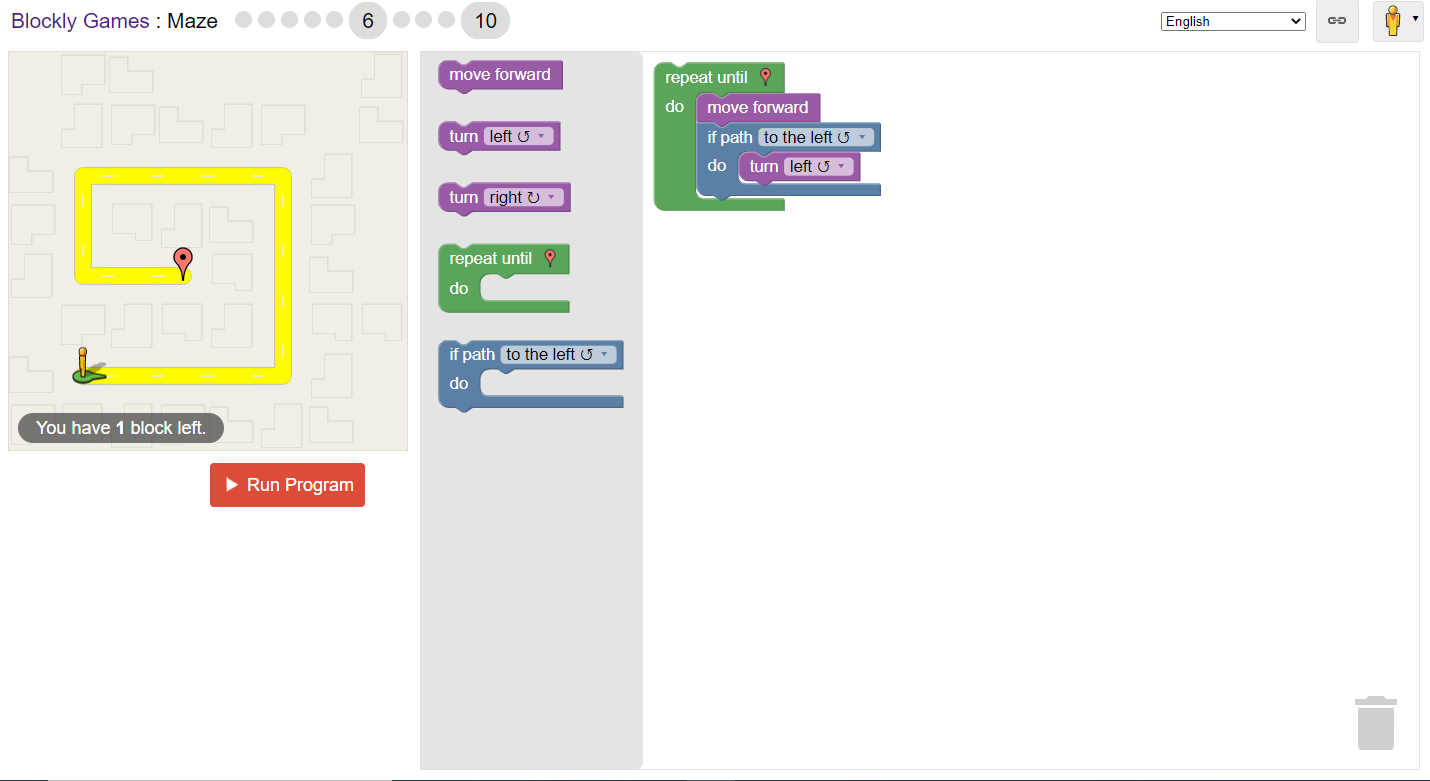 Blockly Games : Maze 6 10 English
You have 1 block left.
Run Program
move forward
turn left ↺
turn right ↻
repeat until
do
if path to the left ↺
do
repeat until
do move forward
if path to the left ↺
do turn left ↺